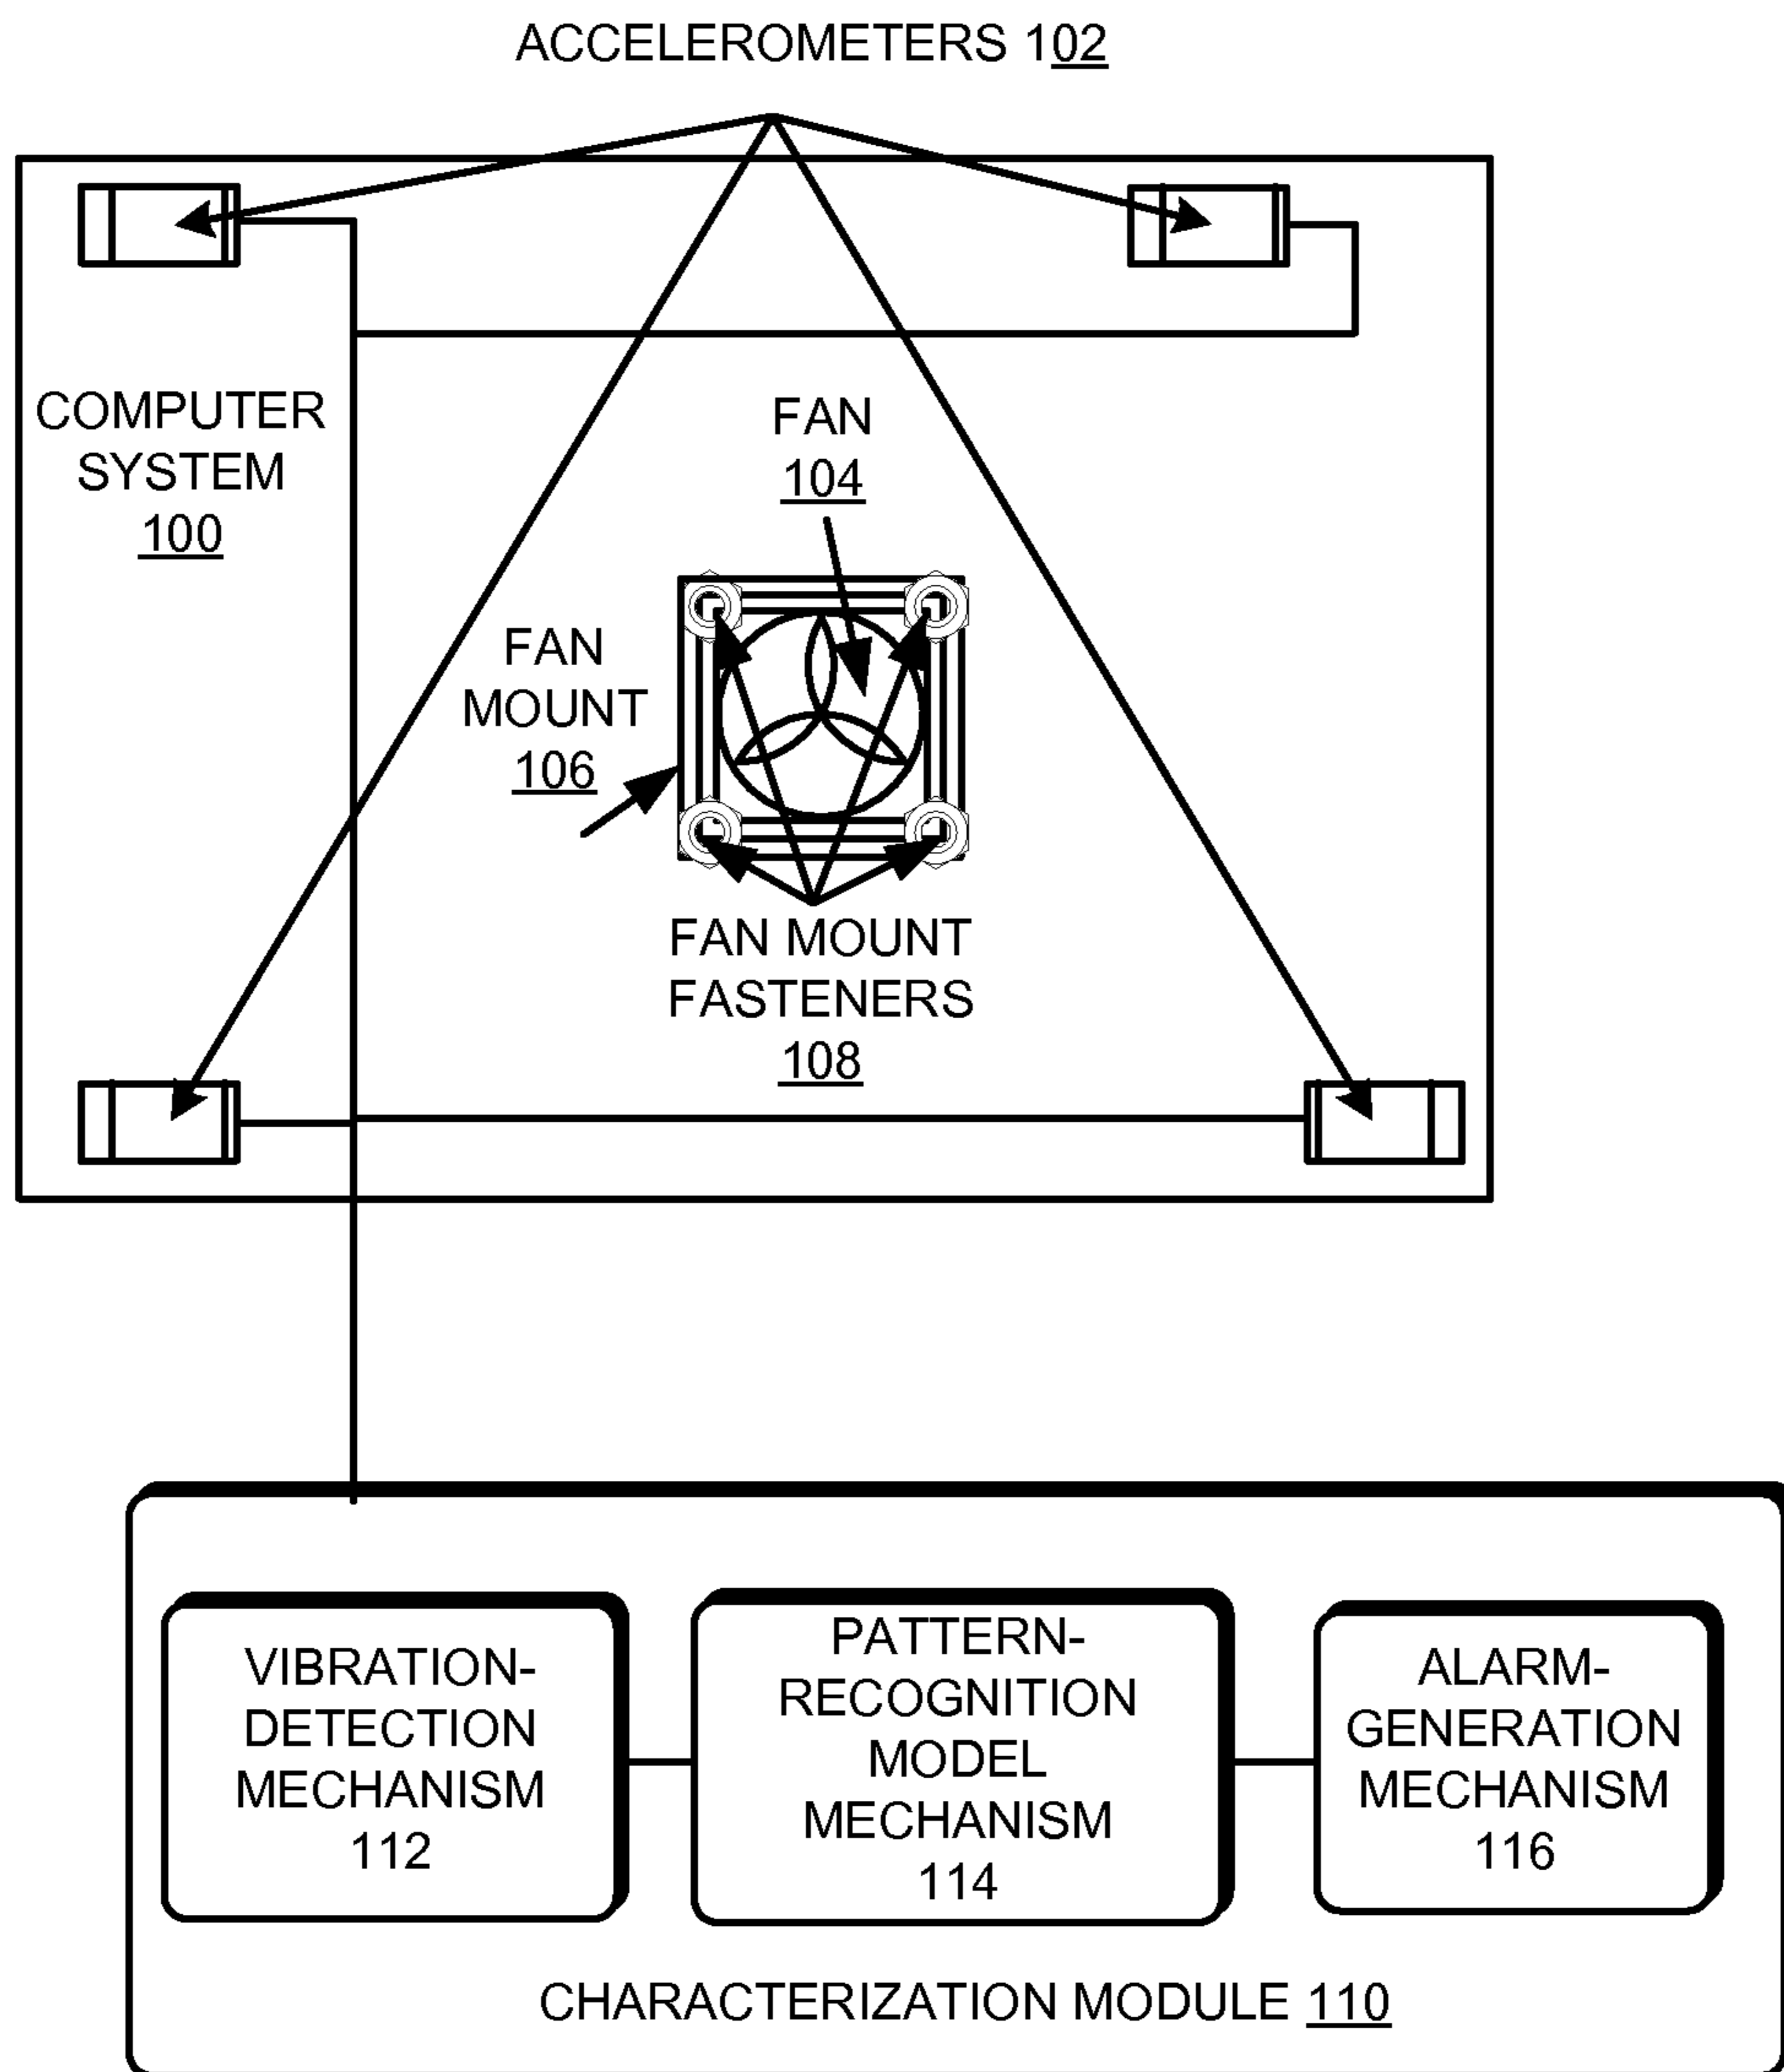 ACCELEROMETERS 102
COMPUTER
SYSTEM
100
FAN
104
FAN
MOUNT
106
FAN MOUNT
FASTENERS
108
VIBRATION-
DETECTION
MECHANISM
112
PATTERN-
RECOGNITION
MODEL
MECHANISM
114
ALARM-
GENERATION
MECHANISM
116
CHARACTERIZATION MODULE 110